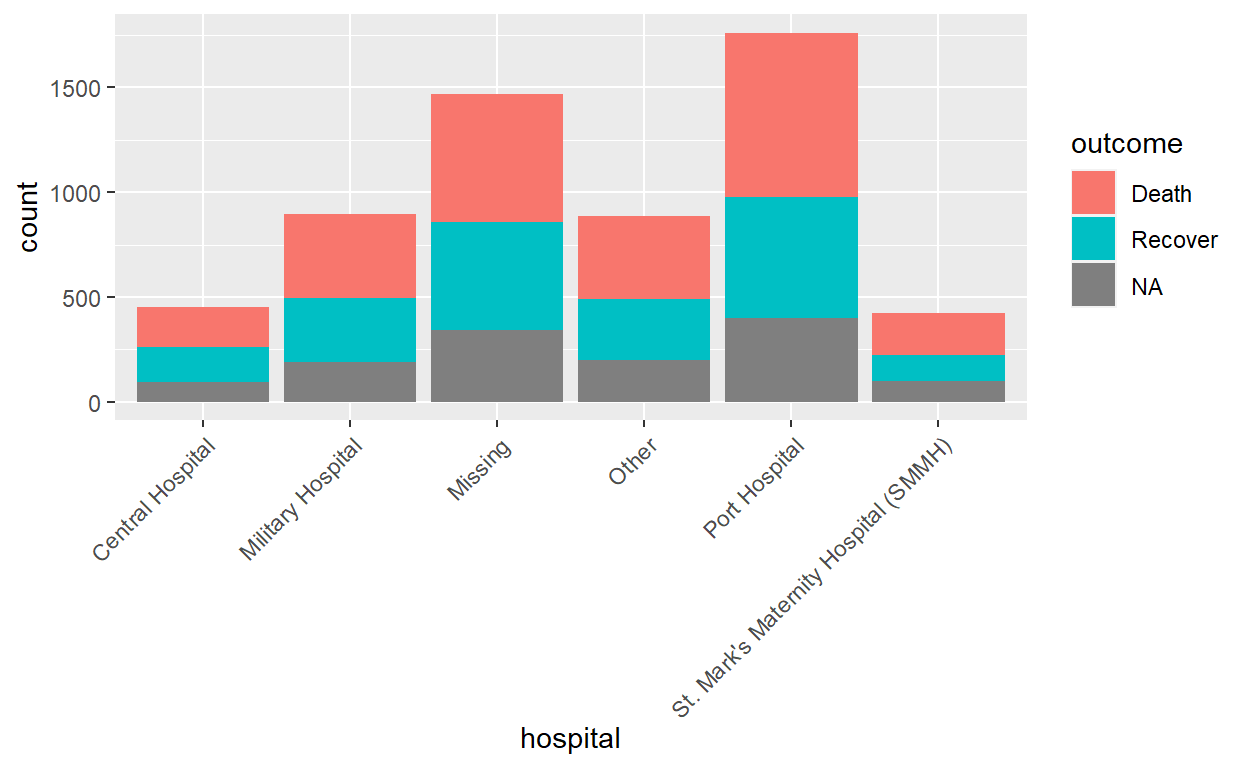 count
1500
1000
500
0
Central Hospital
Military Hospital
Missing
Other
Port Hospital
St. Mark's Maternity Hospital (SMMH)
hospital
outcome
Death
Recover
NA